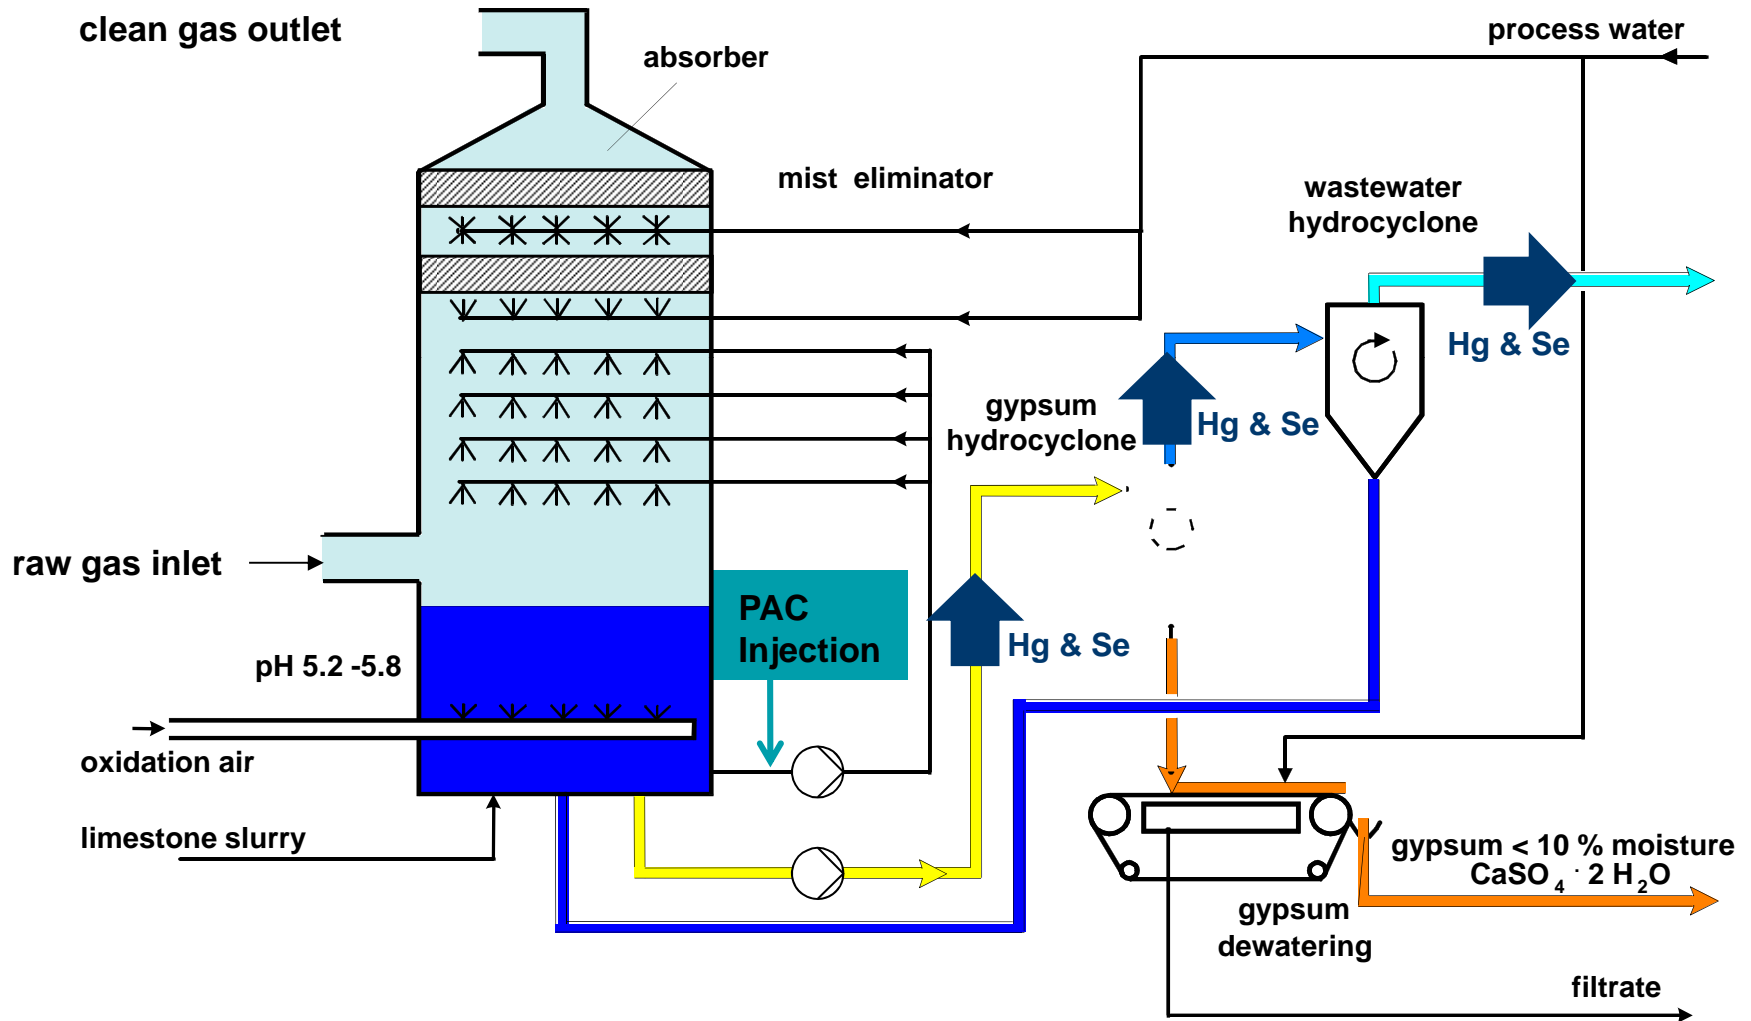 clean gas outlet
process water
absorber
mist eliminator
wastewater
hydrocyclone
Hg & Se
gypsum
hydrocyclone
Hg & Se
raw gas inlet
PAC
Injection
Hg & Se
pH 5.2 -5.8
oxidation air
limestone slurry
gypsum < 10 % moisture
CaSO₄ · 2 H₂O
gypsum
dewatering
filtrate